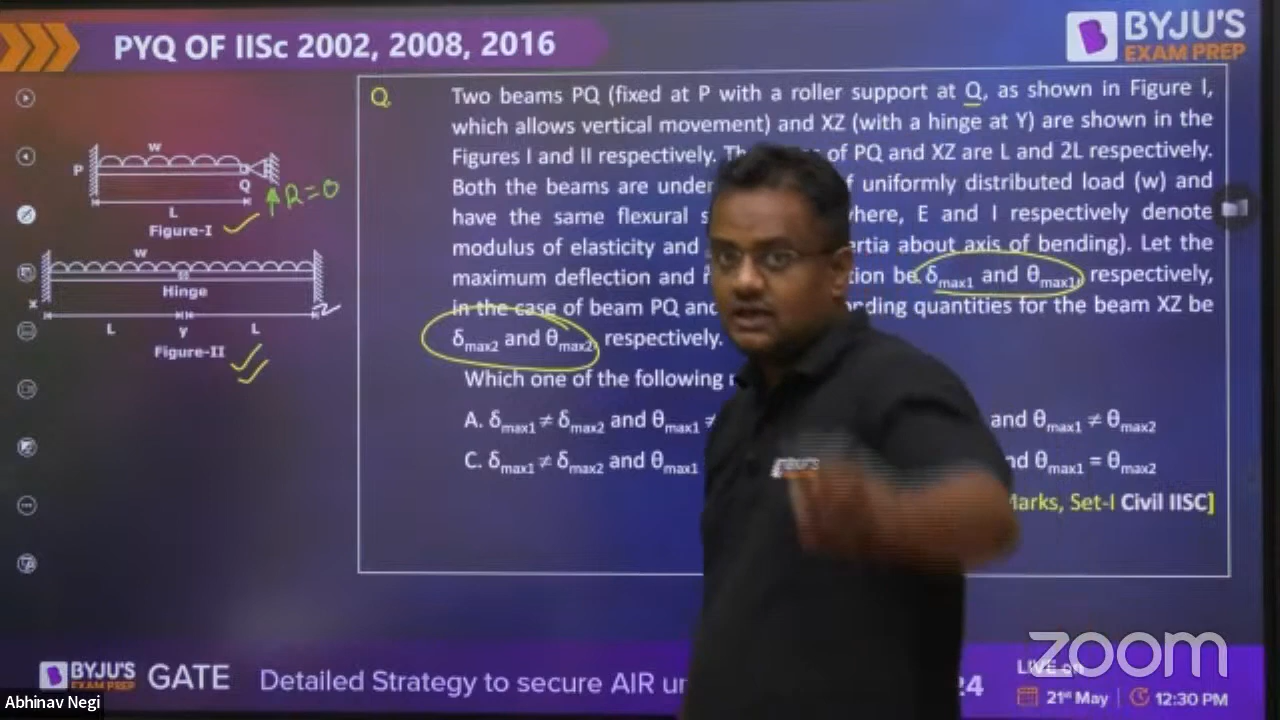 PYQ OF IISc 2002, 2008, 2016
BYJU'S
EXAM PREP
Q.
Two beams PQ (fixed at P with a roller support at Q, as shown in Figure I,
which allows vertical movement) and XZ (with a hinge at Y) are shown in the
Figures I and II respectively. of PQ and XZ are L and 2L respectively.
Both the beams are under of uniformly distributed load (w) and
have the same flexural where, E and I respectively denote
modulus of elasticity and about axis of bending). Let the
maximum deflection and be δmax1 and θmax1, respectively,
in the case of beam PQ and quantities for the beam XZ be
δmax2 and θmax2, respectively.
Which one of the following
A. δmax1 ≠ δmax2 and θmax1 ≠ and θmax1 ≠ θmax2
C. δmax1 ≠ δmax2 and θmax1 θmax1 = θmax2
Marks, Set-I Civil IISC]
w
P
Q
R=0
L
Figure-I
w
Hinge
x
z
L y L
Figure-II
BYJU'S
EXAM PREP
GATE
Detailed Strategy to secure AIR
24
LIVE on
21st May | 12:30 PM
zoom
Abhinav Negi